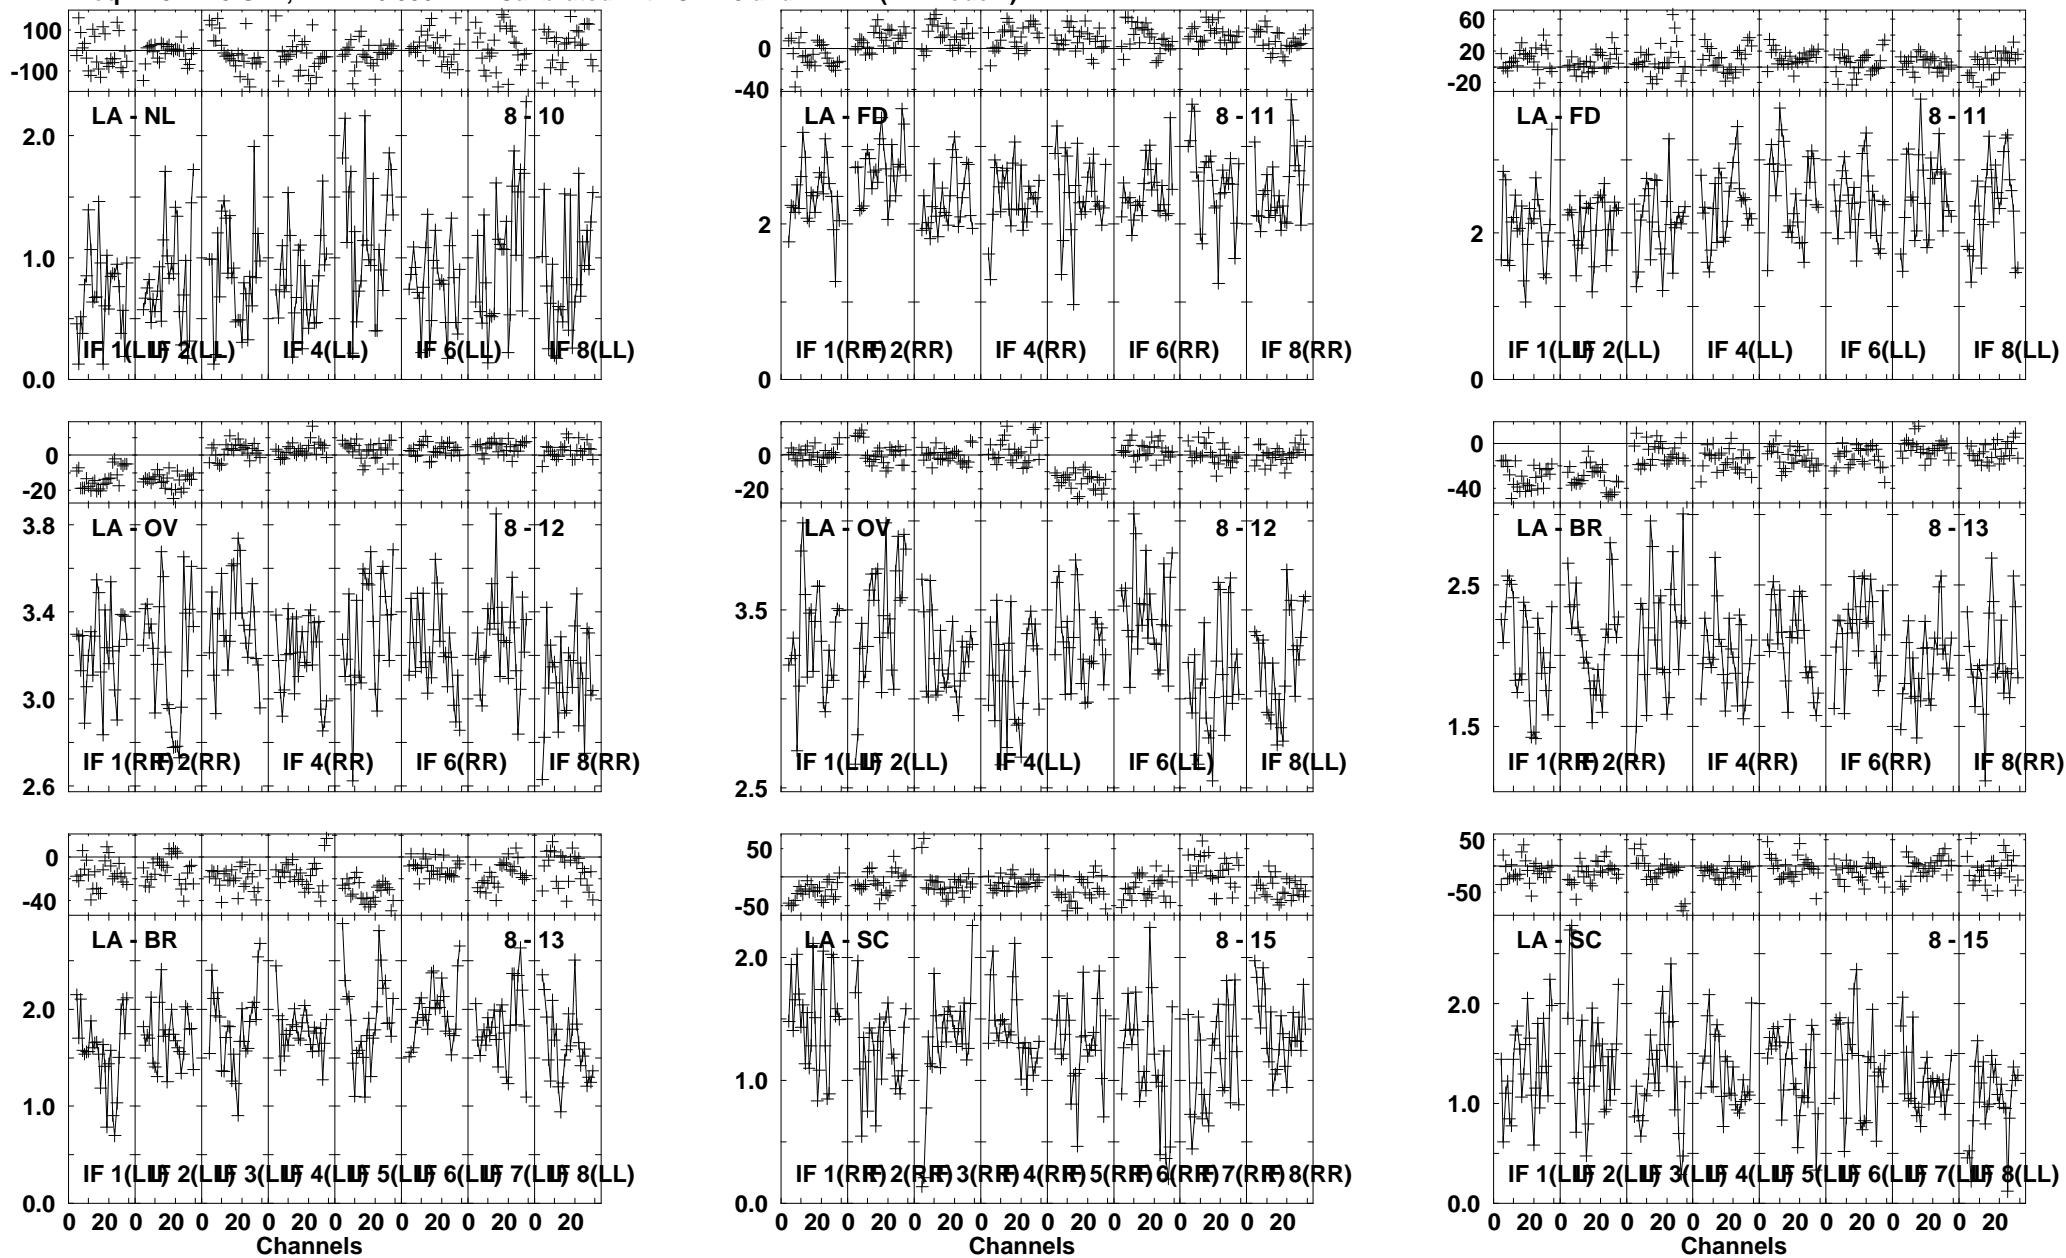 100
-100
LA - NL 8 - 10
2.0
1.0
0.0
IF 1(LL) IF 2(LL) IF 4(LL) IF 6(LL) IF 8(LL)
0
-40
LA - FD 8 - 11
2
0
IF 1(RR) IF 2(RR) IF 4(RR) IF 6(RR) IF 8(RR)
60
20
-20
LA - FD 8 - 11
2
0
IF 1(LL) IF 2(LL) IF 4(LL) IF 6(LL) IF 8(LL)
0
-20
LA - OV 8 - 12
3.8
3.4
3.0
2.6
IF 1(RR) IF 2(RR) IF 4(RR) IF 6(RR) IF 8(RR)
0
-20
LA - OV 8 - 12
3.5
2.5
IF 1(LL) IF 2(LL) IF 4(LL) IF 6(LL) IF 8(LL)
0
-40
LA - BR 8 - 13
2.5
1.5
IF 1(RR) IF 2(RR) IF 4(RR) IF 6(RR) IF 8(RR)
0
-40
LA - BR 8 - 13
2.0
1.0
0.0
IF 1(LL) IF 2(LL) IF 3(LL) IF 4(LL) IF 5(LL) IF 6(LL) IF 7(LL) IF 8(LL)
0 20 0 20 0 20 0 20 0 20 0 20 0 20 0 20
Channels
50
-50
LA - SC 8 - 15
2.0
1.0
0.0
IF 1(RR) IF 2(RR) IF 3(RR) IF 4(RR) IF 5(RR) IF 6(RR) IF 7(RR) IF 8(RR)
0 20 0 20 0 20 0 20 0 20 0 20 0 20 0 20
50
-50
LA - SC 8 - 15
2.0
1.0
0.0
IF 1(LL) IF 2(LL) IF 3(LL) IF 4(LL) IF 5(LL) IF 6(LL) IF 7(LL) IF 8(LL)
0 20 0 20 0 20 0 20 0 20 0 20 0 20 0 20
Channels
Channels